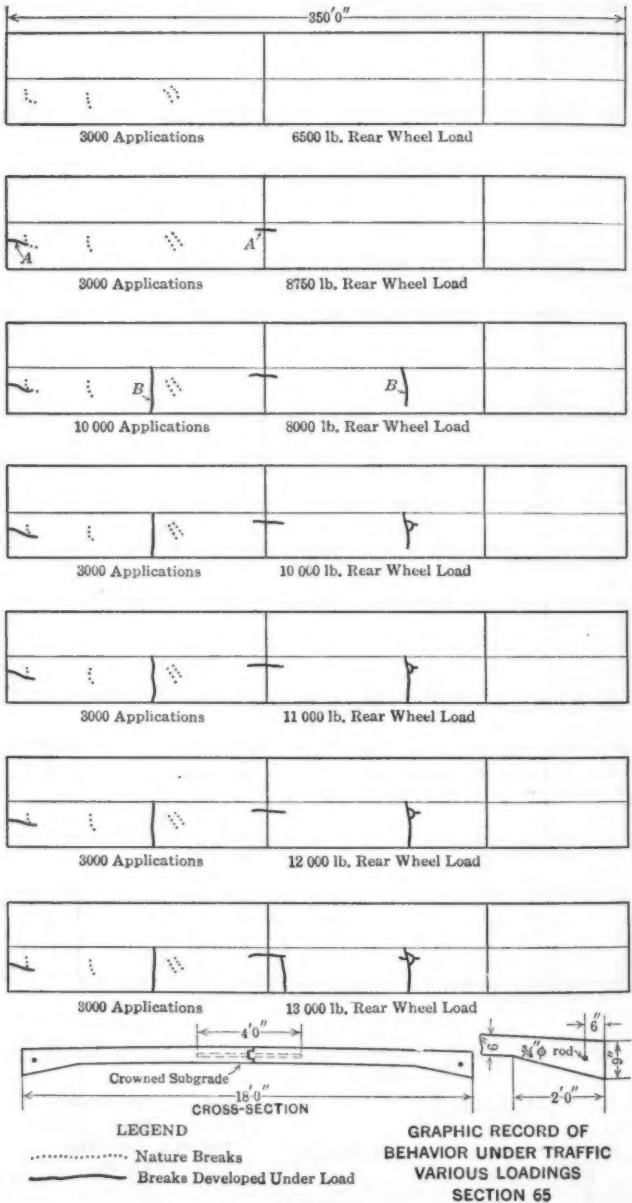 350'0"
3000 Applications 6500 lb. Rear Wheel Load
A A
3000 Applications 8750 lb. Rear Wheel Load
B B
10 000 Applications 8000 lb. Rear Wheel Load
3000 Applications 10 000 lb. Rear Wheel Load
3000 Applications 11 000 lb. Rear Wheel Load
3000 Applications 12 000 lb. Rear Wheel Load
3000 Applications 13 000 lb. Rear Wheel Load
4'0"
Crowned Subgrade
18'0"
CROSS-SECTION
6"
6"
¾"φ rod
9"
2'0"
LEGEND
Nature Breaks
Breaks Developed Under Load
GRAPHIC RECORD OF
BEHAVIOR UNDER TRAFFIC
VARIOUS LOADINGS
SECTION 65